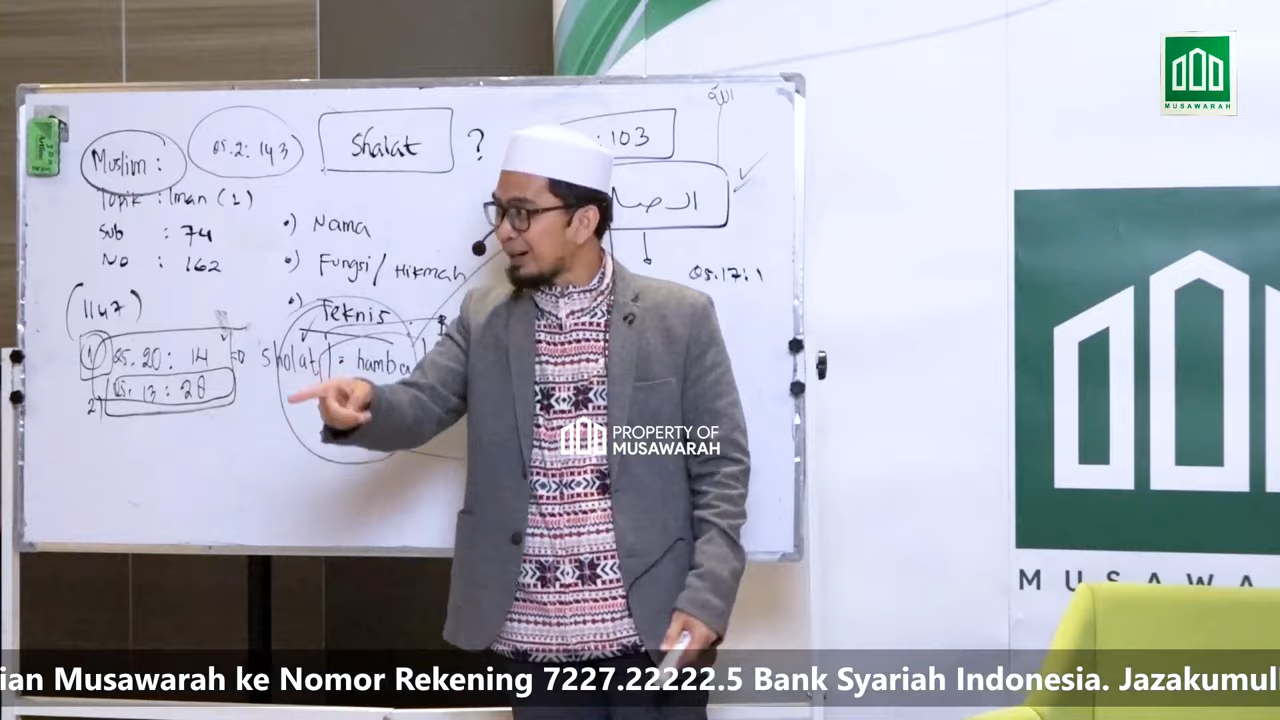 MUSAWARAH
الله
Muslim :
QS. 2: 143
Shalat
?
: 103
Topik : Iman (1)
Sub : 74
No : 162
•) Nama
•) Fungsi/Hikmah
•) Teknis
QS.17:1
(1147)
1) QS. 20: 14
2) QS. 13: 28
Sholat = hamba
PROPERTY OF
MUSAWARAH
MUSAWA
ian Musawarah ke Nomor Rekening 7227.22222.5 Bank Syariah Indonesia. Jazakumul